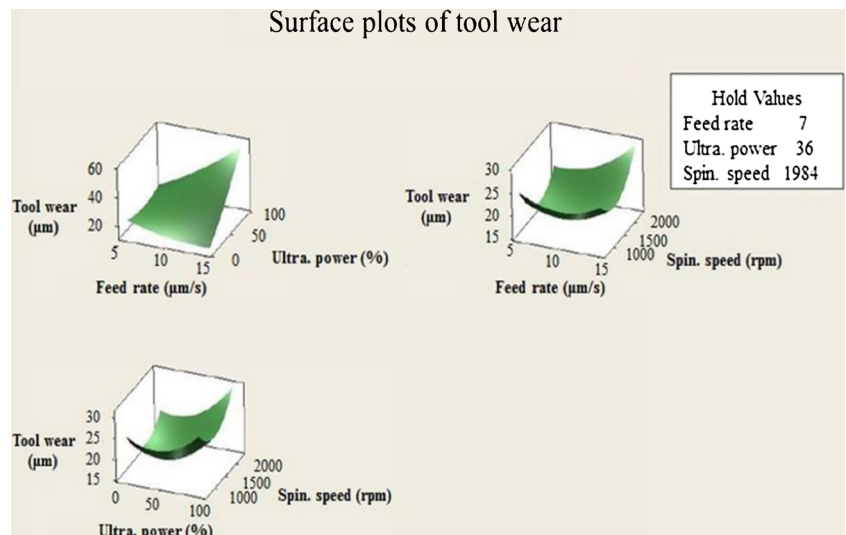 Surface plots of tool wear
Hold Values
Feed rate 7
Ultra. power 36
Spin. speed 1984
60
40
20
Tool wear
(µm)
5
10
15
0
50
100
Ultra. power (%)
Feed rate (µm/s)
30
25
20
15
Tool wear
(µm)
5
10
15
1000
1500
2000
Spin. speed (rpm)
Feed rate (µm/s)
30
25
20
15
Tool wear
(µm)
0
50
100
1000
1500
2000
Spin. speed (rpm)
Ultra. power (%)